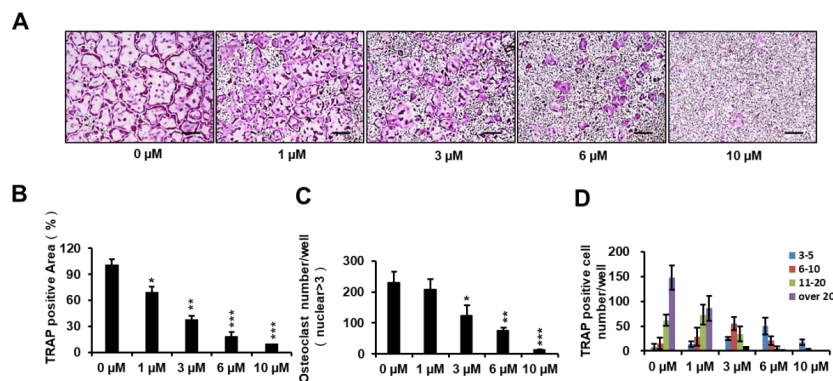 A
0 μM 1 μM 3 μM 6 μM 10 μM
B
TRAP positive Area（%）
120
90
60
30
0
* ** *** ***
0 μM 1 μM 3 μM 6 μM 10 μM
C
Osteoclast number/well
（nuclear>3）
300
200
100
0
* ** ***
0 μM 1 μM 3 μM 6 μM 10 μM
D
TRAP positive cell
number/well
200
150
100
50
0
3-5
6-10
11-20
over 20
0 μM 1 μM 3 μM 6 μM 10 μM